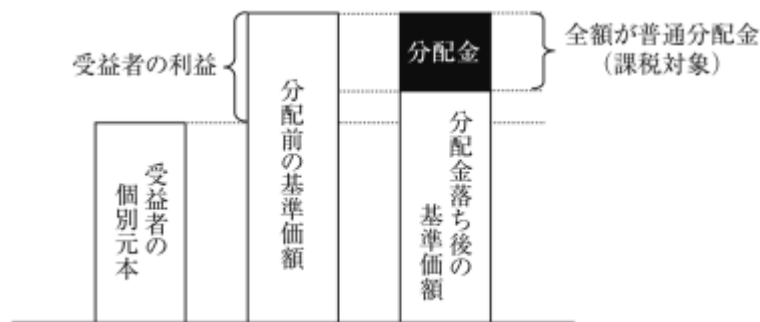 受益者の利益
受益者の
個別元本
分配前の基準価額
分配金
分配金落ち後の
基準価額
全額が普通分配金
（課税対象）